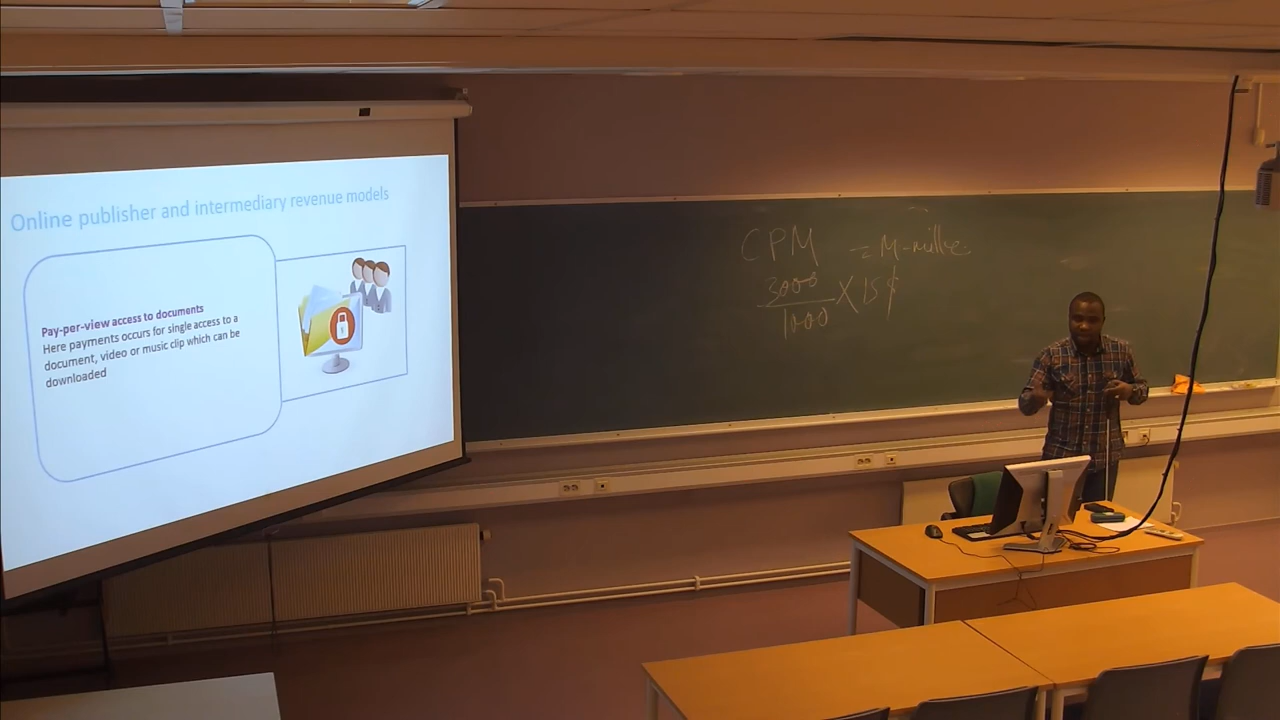 Online publisher and intermediary revenue models
Pay-per-view access to documents
Here payments occurs for single access to a
document, video or music clip which can be
downloaded
CPM = M-mille
3000
1000 X 15 ¢